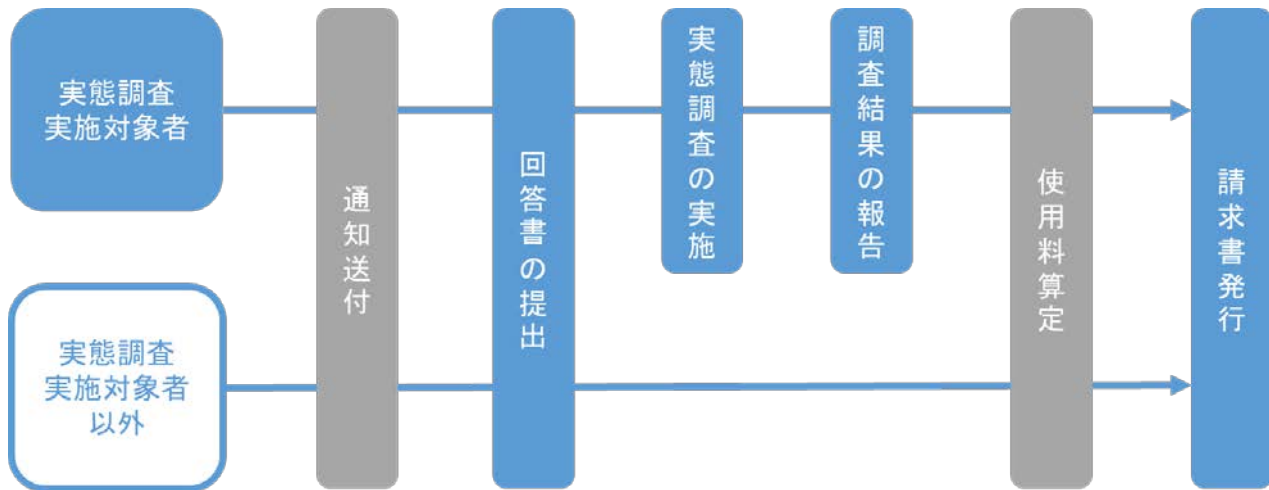 実態調査
実施対象者
通知送付
回答書の提出
実態調査の実施
調査結果の報告
使用料算定
請求書発行
実態調査
実施対象者
以外